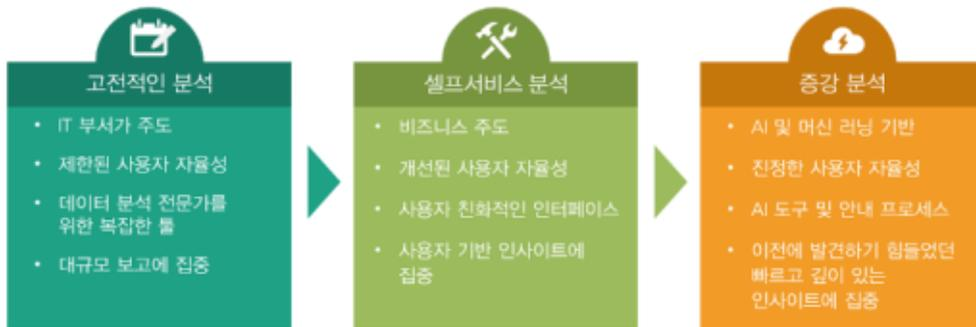 고전적인 분석
• IT 부서가 주도
• 제한된 사용자 자율성
• 데이터 분석 전문가를
위한 복잡한 툴
• 대규모 보고에 집중
셀프서비스 분석
• 비즈니스 주도
• 개선된 사용자 자율성
• 사용자 친화적인 인터페이스
• 사용자 기반 인사이트에
집중
증강 분석
• AI 및 머신 러닝 기반
• 진정한 사용자 자율성
• AI 도구 및 안내 프로세스
• 이전에 발견하기 힘들었던
빠르고 깊이 있는
인사이트에 집중